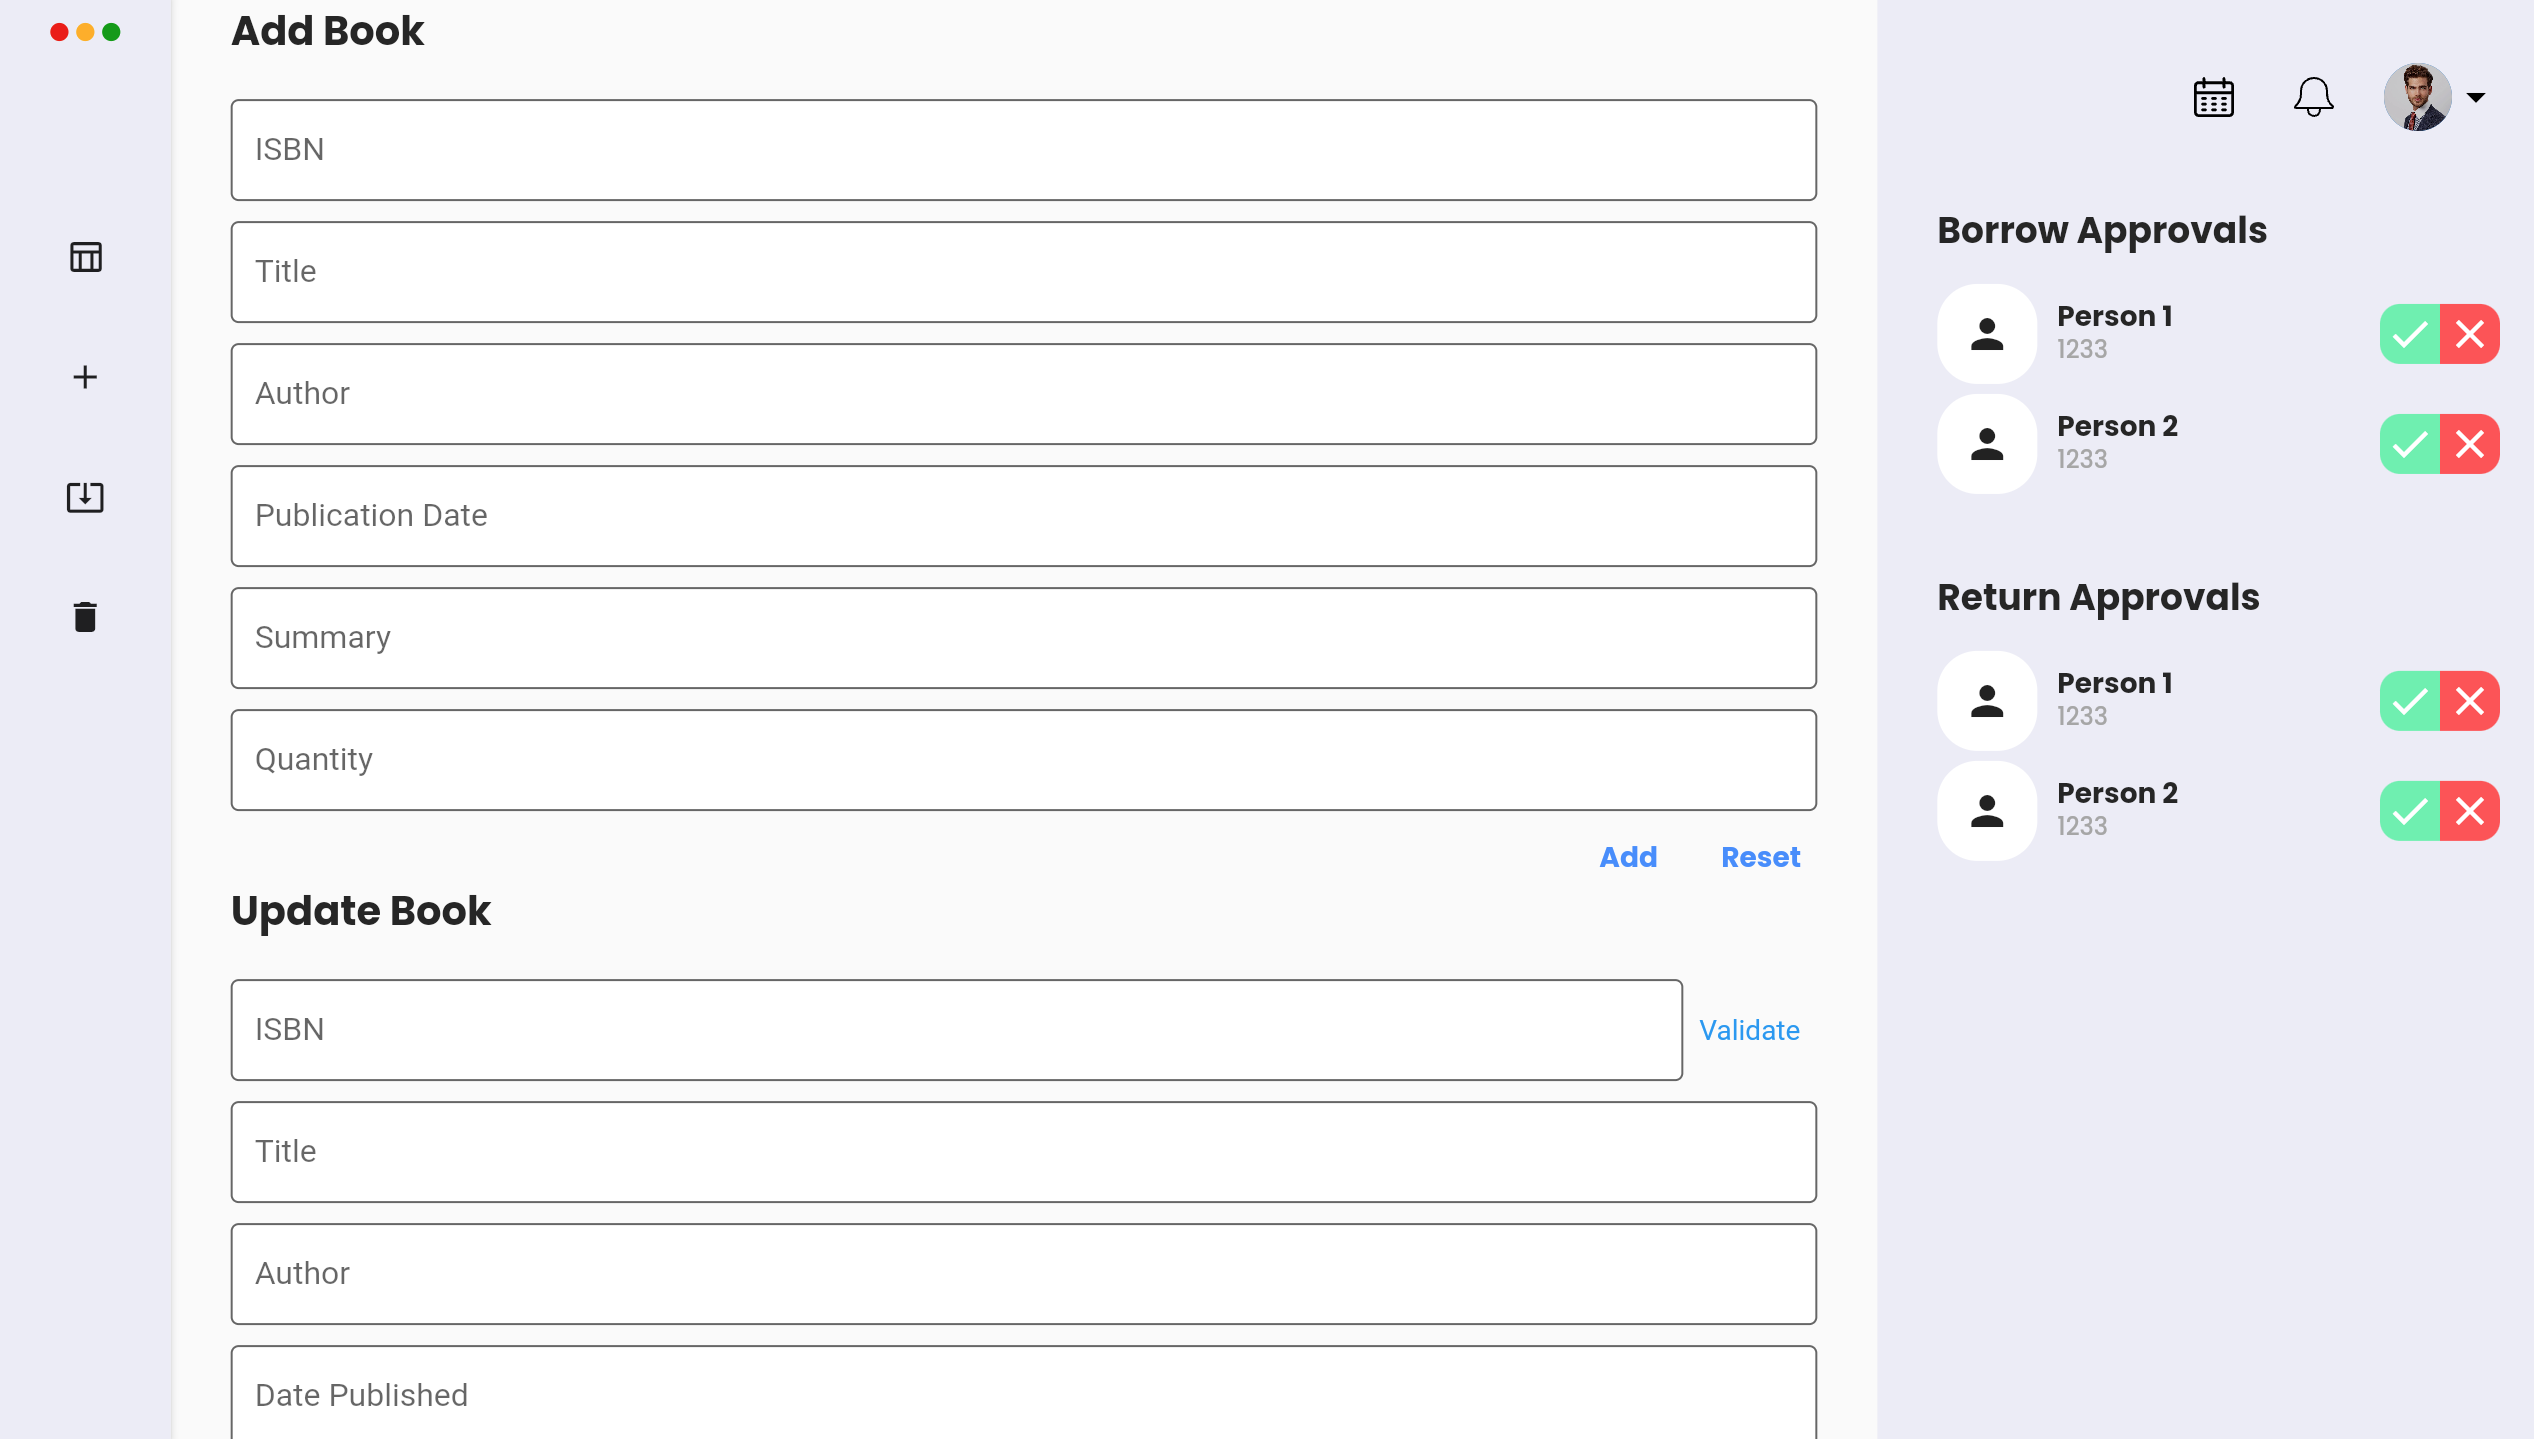 Add Book
ISBN
Title
Author
Publication Date
Summary
Quantity
Add Reset
Update Book
ISBN
Validate
Title
Author
Date Published
Borrow Approvals
Person 1
1233
Person 2
1233
Return Approvals
Person 1
1233
Person 2
1233